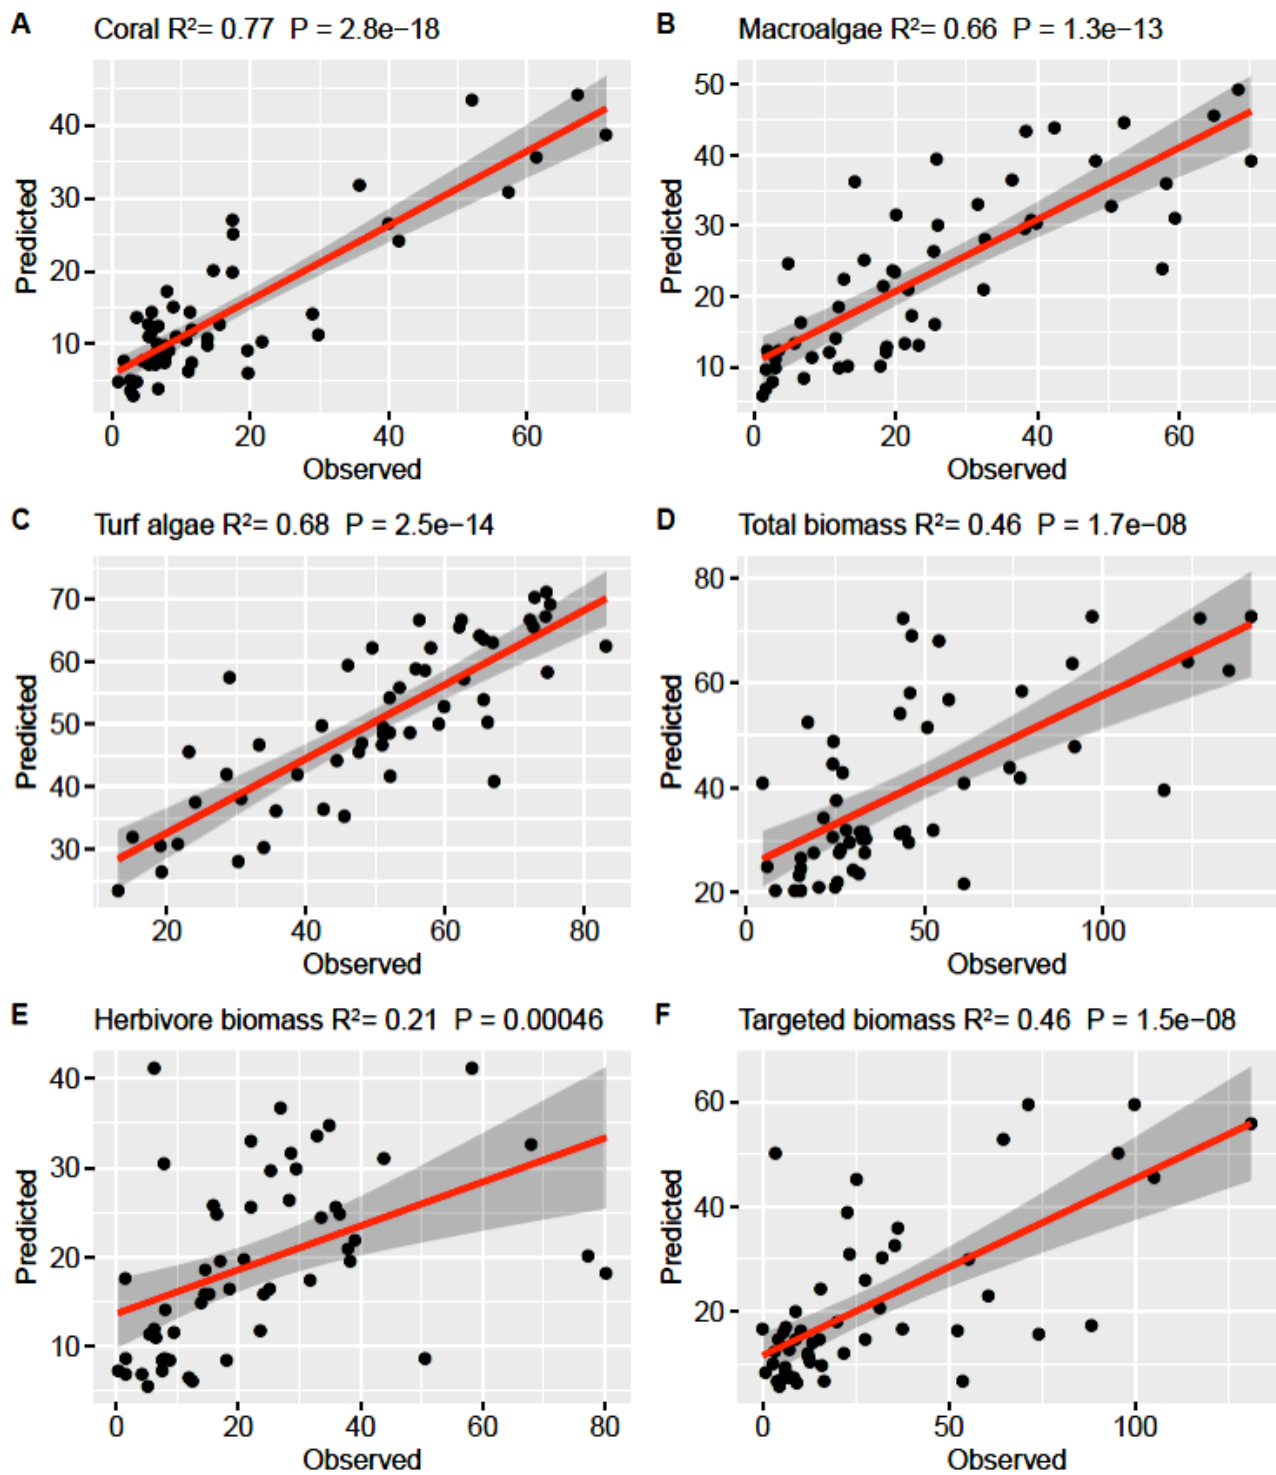 A Coral R²= 0.77 P = 2.8e−18
40
30
20
10
Predicted
0 20 40 60
Observed
B Macroalgae R²= 0.66 P = 1.3e−13
50
40
30
20
10
Predicted
0 20 40 60
Observed
C Turf algae R²= 0.68 P = 2.5e−14
70
60
50
40
30
Predicted
20 40 60 80
Observed
D Total biomass R²= 0.46 P = 1.7e−08
80
60
40
20
Predicted
0 50 100
Observed
E Herbivore biomass R²= 0.21 P = 0.00046
40
30
20
10
Predicted
0 20 40 60 80
Observed
F Targeted biomass R²= 0.46 P = 1.5e−08
60
40
20
Predicted
0 50 100
Observed